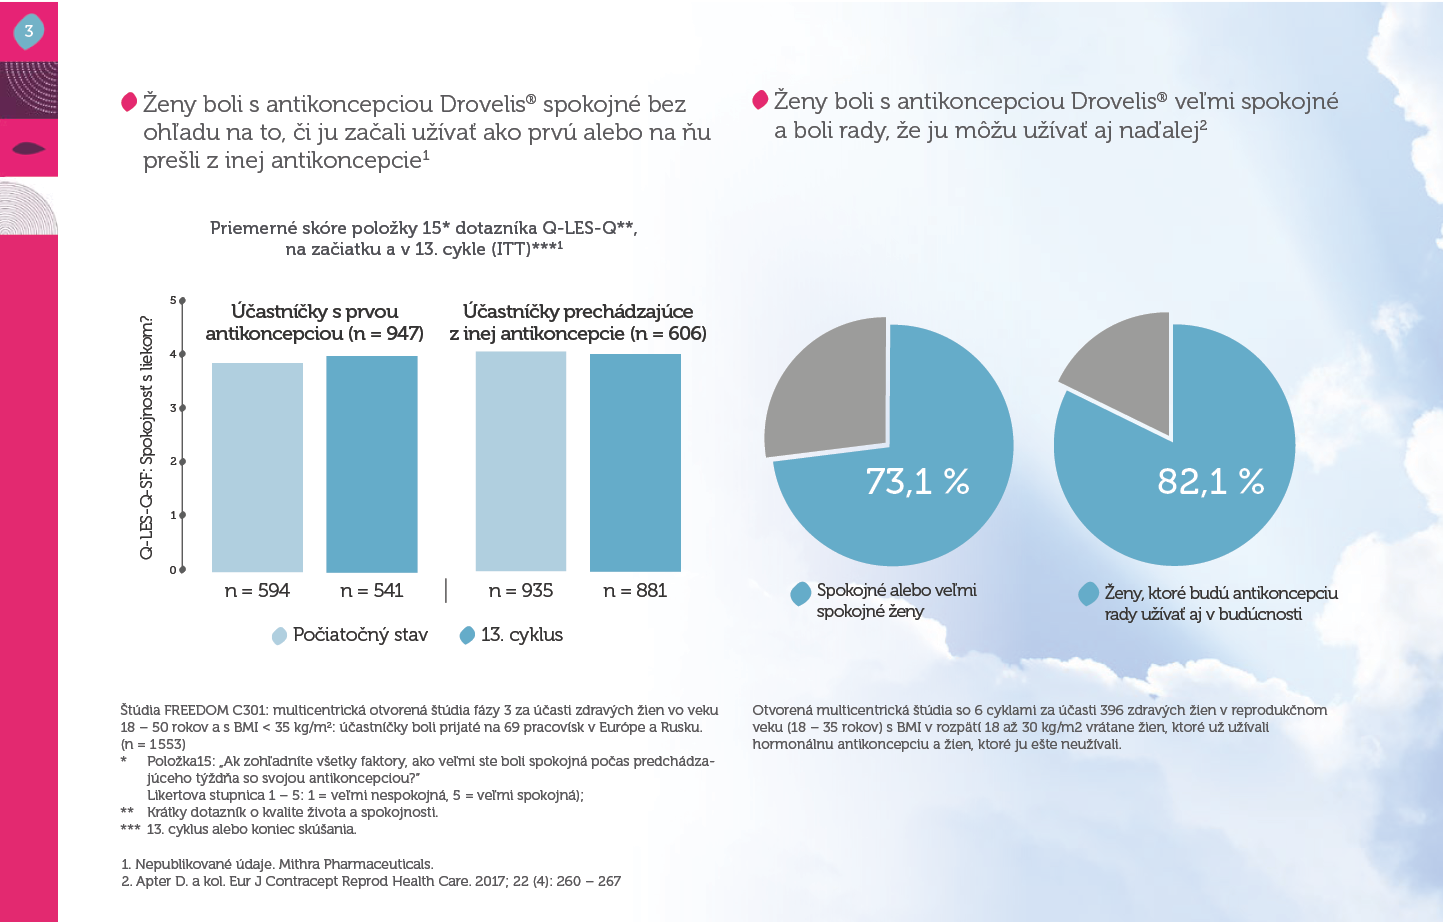 3
Ženy boli s antikoncepciou Drovelis® spokojné bez
ohľadu na to, či ju začali užívať ako prvú alebo na ňu
prešli z inej antikoncepcie¹
Priemerné skóre položky 15* dotazníka Q-LES-Q**,
na začiatku a v 13. cykle (ITT)***¹
Q-LES-Q-SF: Spokojnosť s liekom?
5
4
3
2
1
0
Účastníčky s prvou
antikoncepciou (n = 947)
Účastníčky prechádzajúce
z inej antikoncepcie (n = 606)
n = 594
n = 541
n = 935
n = 881
Počiatočný stav
13. cyklus
Štúdia FREEDOM C301: multicentrická otvorená štúdia fázy 3 za účasti zdravých žien vo veku
18 – 50 rokov a s BMI < 35 kg/m²: účastníčky boli prijaté na 69 pracovísk v Európe a Rusku.
(n = 1 553)
* Položka15: „Ak zohľadníte všetky faktory, ako veľmi ste boli spokojná počas predchádza-
júceho týždňa so svojou antikoncepciou?“
Likertova stupnica 1 – 5: 1 = veľmi nespokojná, 5 = veľmi spokojná);
** Krátky dotazník o kvalite života a spokojnosti.
*** 13. cyklus alebo koniec skúšania.
1. Nepublikované údaje. Mithra Pharmaceuticals.
2. Apter D. a kol. Eur J Contracept Reprod Health Care. 2017; 22 (4): 260 – 267
Ženy boli s antikoncepciou Drovelis® veľmi spokojné
a boli rady, že ju môžu užívať aj naďalej²
73,1 %
82,1 %
Spokojné alebo veľmi
spokojné ženy
Ženy, ktoré budú antikoncepciu
rady užívať aj v budúcnosti
Otvorená multicentrická štúdia so 6 cyklami za účasti 396 zdravých žien v reprodukčnom
veku (18 – 35 rokov) s BMI v rozpätí 18 až 30 kg/m2 vrátane žien, ktoré už užívali
hormonálnu antikoncepciu a žien, ktoré ju ešte neužívali.